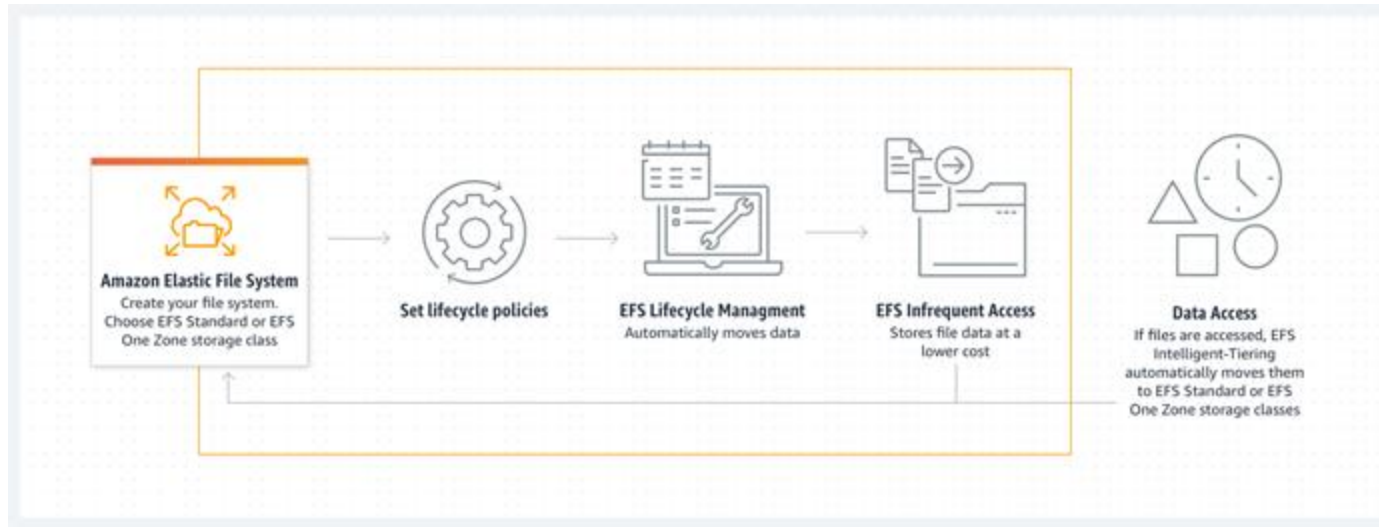 Amazon Elastic File System
Create your file system.
Choose EFS Standard or EFS
One Zone storage class
Set lifecycle policies
EFS Lifecycle Managment
Automatically moves data
EFS Infrequent Access
Stores file data at a
lower cost
Data Access
If files are accessed, EFS
Intelligent-Tiering
automatically moves them
to EFS Standard or EFS
One Zone storage classes